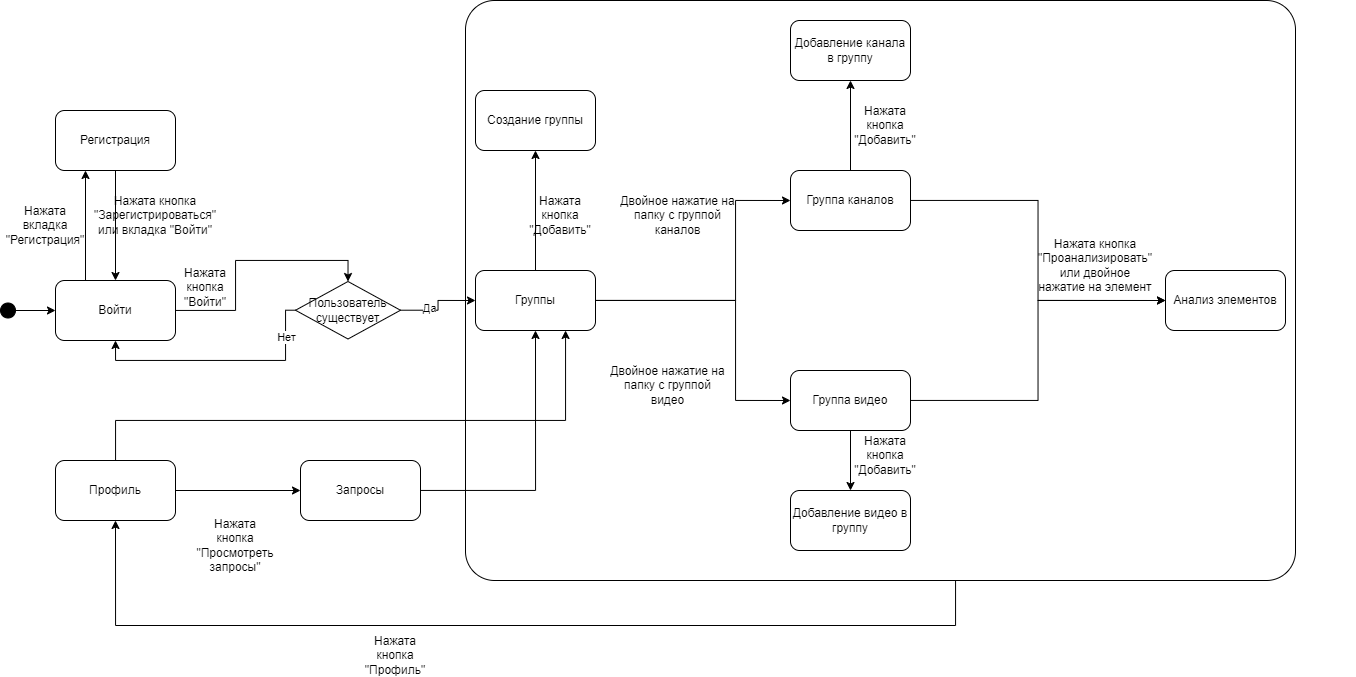 Добавление канала
в группу
Нажата
кнопка
"Добавить"
Создание группы
Регистрация
Нажата
вкладка
"Регистрация"
Нажата кнопка
"Зарегистрироваться"
или вкладка "Войти"
Нажата
кнопка
"Добавить"
Двойное нажатие на
папку с группой
каналов
Группа каналов
Нажата кнопка
"Проанализировать"
или двойное
нажатие на элемент
Войти
Нажата
кнопка
"Войти"
Пользователь
существует
Да
Нет
Группы
Анализ элементов
Двойное нажатие на
папку с группой
видео
Группа видео
Нажата
кнопка
"Добавить"
Профиль
Запросы
Добавление видео в
группу
Нажата
кнопка
"Просмотреть
запросы"
Нажата
кнопка
"Профиль"